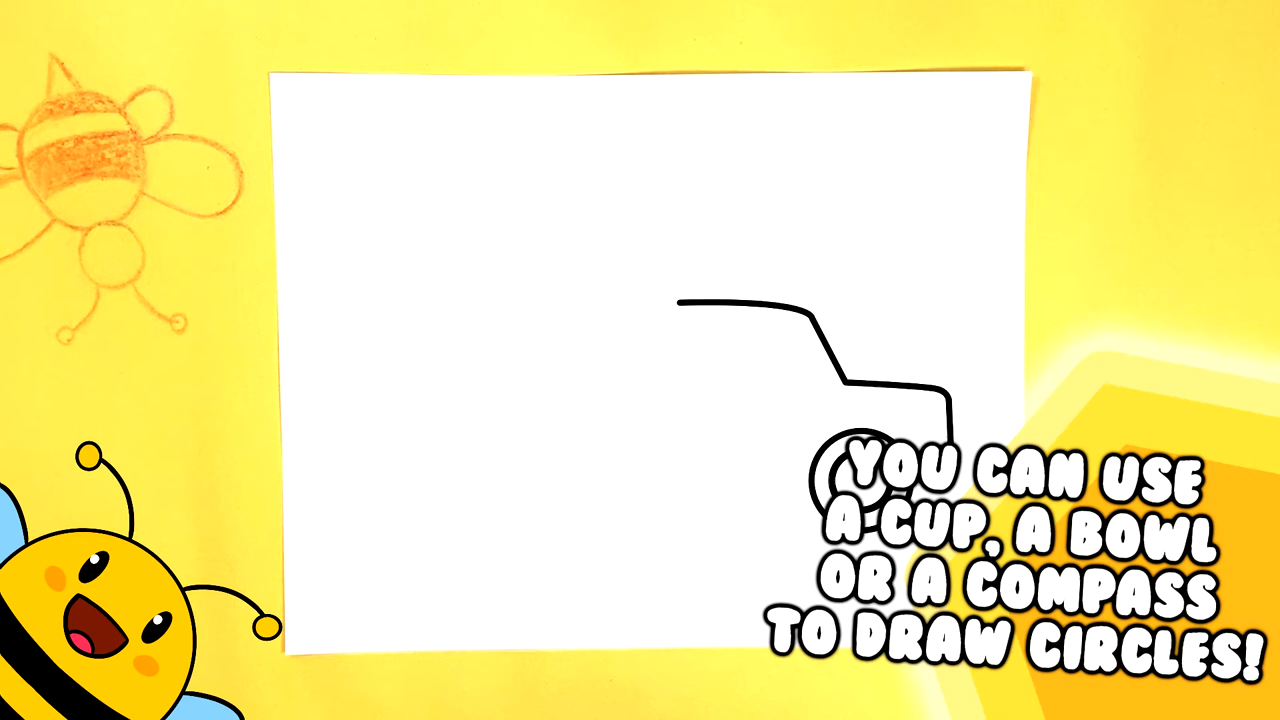 YOU CAN USE
A CUP, A BOWL
OR A COMPASS
TO DRAW CIRCLES!